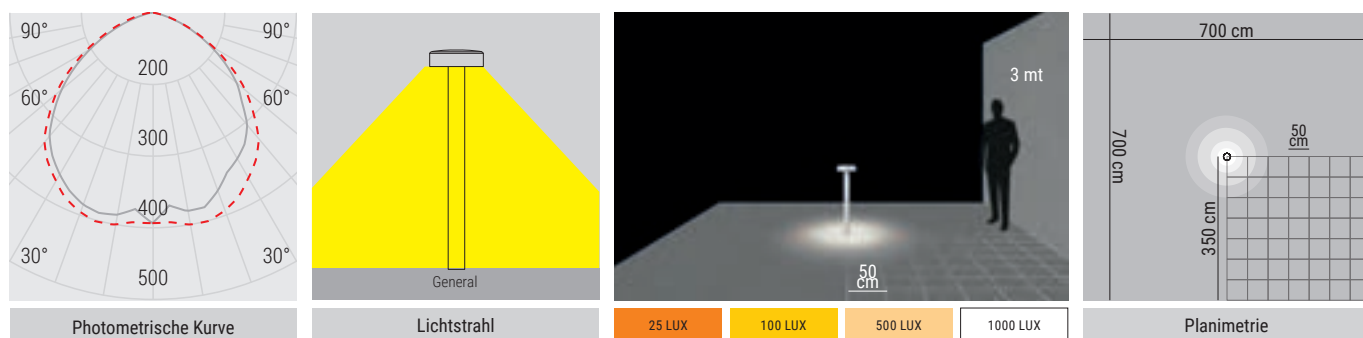 90°
90°
200
60°
60°
300
400
30°
30°
500
Photometrische Kurve
General
Lichtstrahl
3 mt
50
cm
25 LUX
100 LUX
500 LUX
1000 LUX
700 cm
700 cm
50
cm
350 cm
Planimetrie